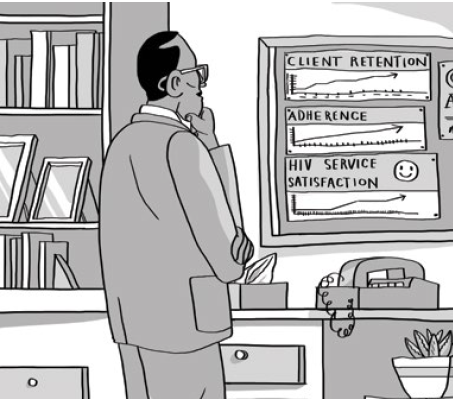 CLIENT RETENTION
ADHERENCE
HIV SERVICE
SATISFACTION